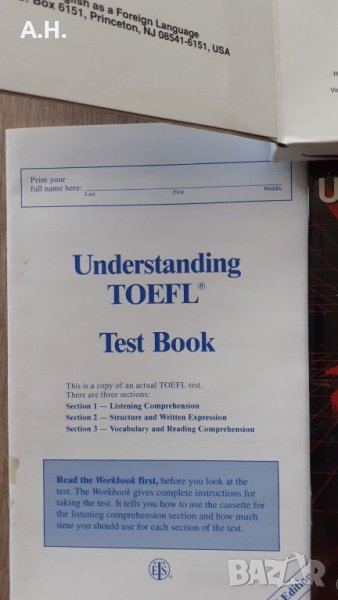 A.H.
glish as a Foreign Language
Box 6151, Princeton, NJ 08541-6151, USA
Print your
full name here:
Last First Middle
Understanding
TOEFL®
Test Book
This is a copy of an actual TOEFL test.
There are three sections:
Section 1 — Listening Comprehension
Section 2 — Structure and Written Expression
Section 3 — Vocabulary and Reading Comprehension
Read the Workbook first, before you look at the
test. The Workbook gives complete instructions for
taking the test. It tells you how to use the cassette for
the listening comprehension section and how much
time you should use for each section of the test.
ETS®
U
Edition
BAZAR